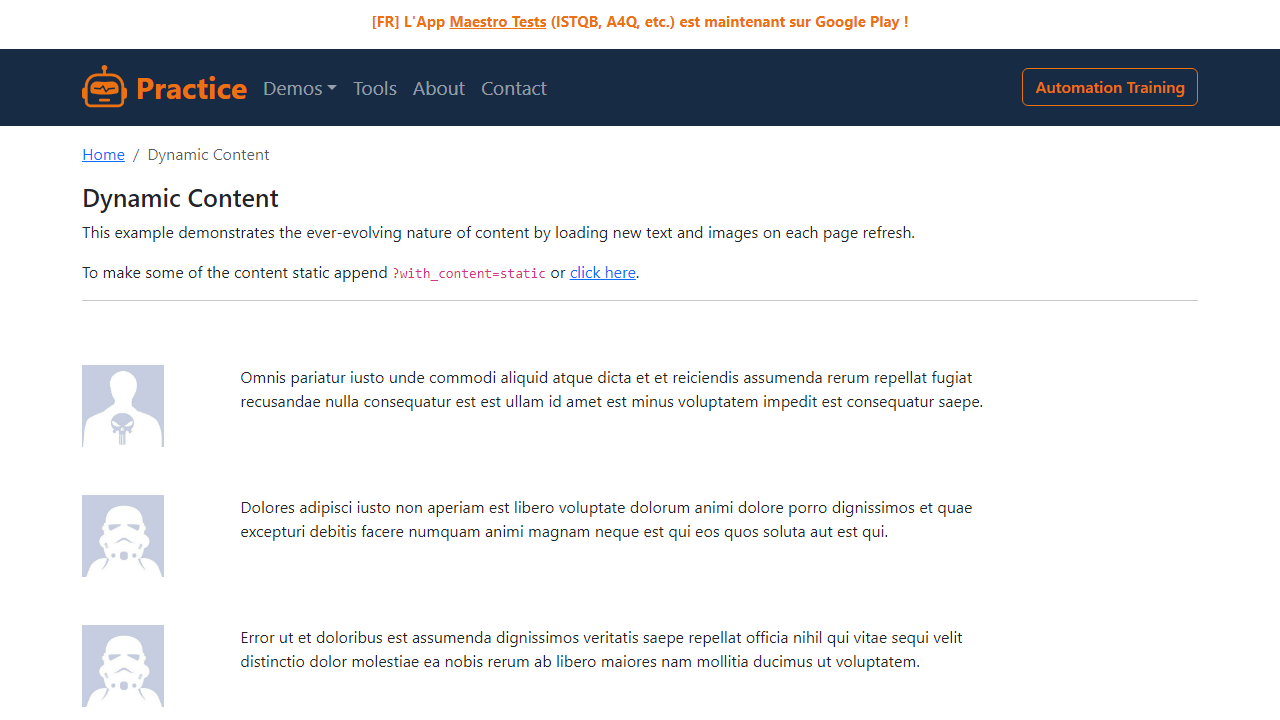 [FR] L'App Maestro Tests (ISTQB, A4Q, etc.) est maintenant sur Google Play !
Practice Demos Tools About Contact Automation Training
Home / Dynamic Content
Dynamic Content
This example demonstrates the ever-evolving nature of content by loading new text and images on each page refresh.
To make some of the content static append ?with_content=static or click here.
Omnis pariatur iusto unde commodi aliquid atque dicta et et reiciendis assumenda rerum repellat fugiat
recusandae nulla consequatur est est ullam id amet est minus voluptatem impedit est consequatur saepe.
Dolores adipisci iusto non aperiam est libero voluptate dolorum animi dolore porro dignissimos et quae
excepturi debitis facere numquam animi magnam neque est qui eos quos soluta aut est qui.
Error ut et doloribus est assumenda dignissimos veritatis saepe repellat officia nihil qui vitae sequi velit
distinctio dolor molestiae ea nobis rerum ab libero maiores nam mollitia ducimus ut voluptatem.